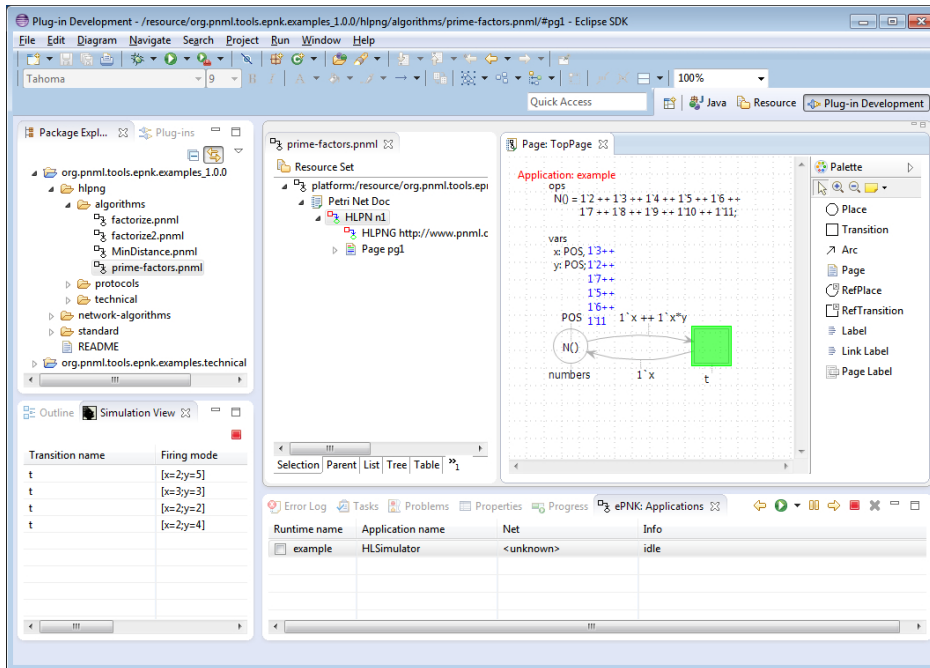 Plug-in Development - /resource/org.pnml.tools.epnk.examples_1.0.0/hlpng/algorithms/prime-factors.pnml/#pg1 - Eclipse SDK
File Edit Diagram Navigate Search Project Run Window Help
Tahoma 9 B I A 100%
Quick Access Java Resource Plug-in Development
Package Expl... Plug-ins
org.pnml.tools.epnk.examples_1.0.0
hlpng
algorithms
factorize.pnml
factorize2.pnml
MinDistance.pnml
prime-factors.pnml
protocols
technical
network-algorithms
standard
README
org.pnml.tools.epnk.examples.technical
prime-factors.pnml
Resource Set
platform:/resource/org.pnml.tools.epı
Petri Net Doc
HLPN n1
HLPNG http://www.pnml.c
Page pg1
Selection Parent List Tree Table »1
Page: TopPage
Application: example
ops
N() = 1`2 ++ 1`3 ++ 1`4 ++ 1`5 ++ 1`6 ++
1`7 ++ 1`8 ++ 1`9 ++ 1`10 ++ 1`11;
vars
x: POS, 1`3++
y: POS; 1`2++
1`7++
1`5++
1`6++
POS 1`11 1`x ++ 1`x*y
N()
numbers 1`x t
Palette
Place
Transition
Arc
Page
RefPlace
RefTransition
Label
Link Label
Page Label
Outline Simulation View
Transition name Firing mode
t [x=2;y=5]
t [x=3;y=3]
t [x=2;y=2]
t [x=2;y=4]
Error Log Tasks Problems Properties Progress ePNK: Applications
Runtime name Application name Net Info
example HLSimulator <unknown> idle